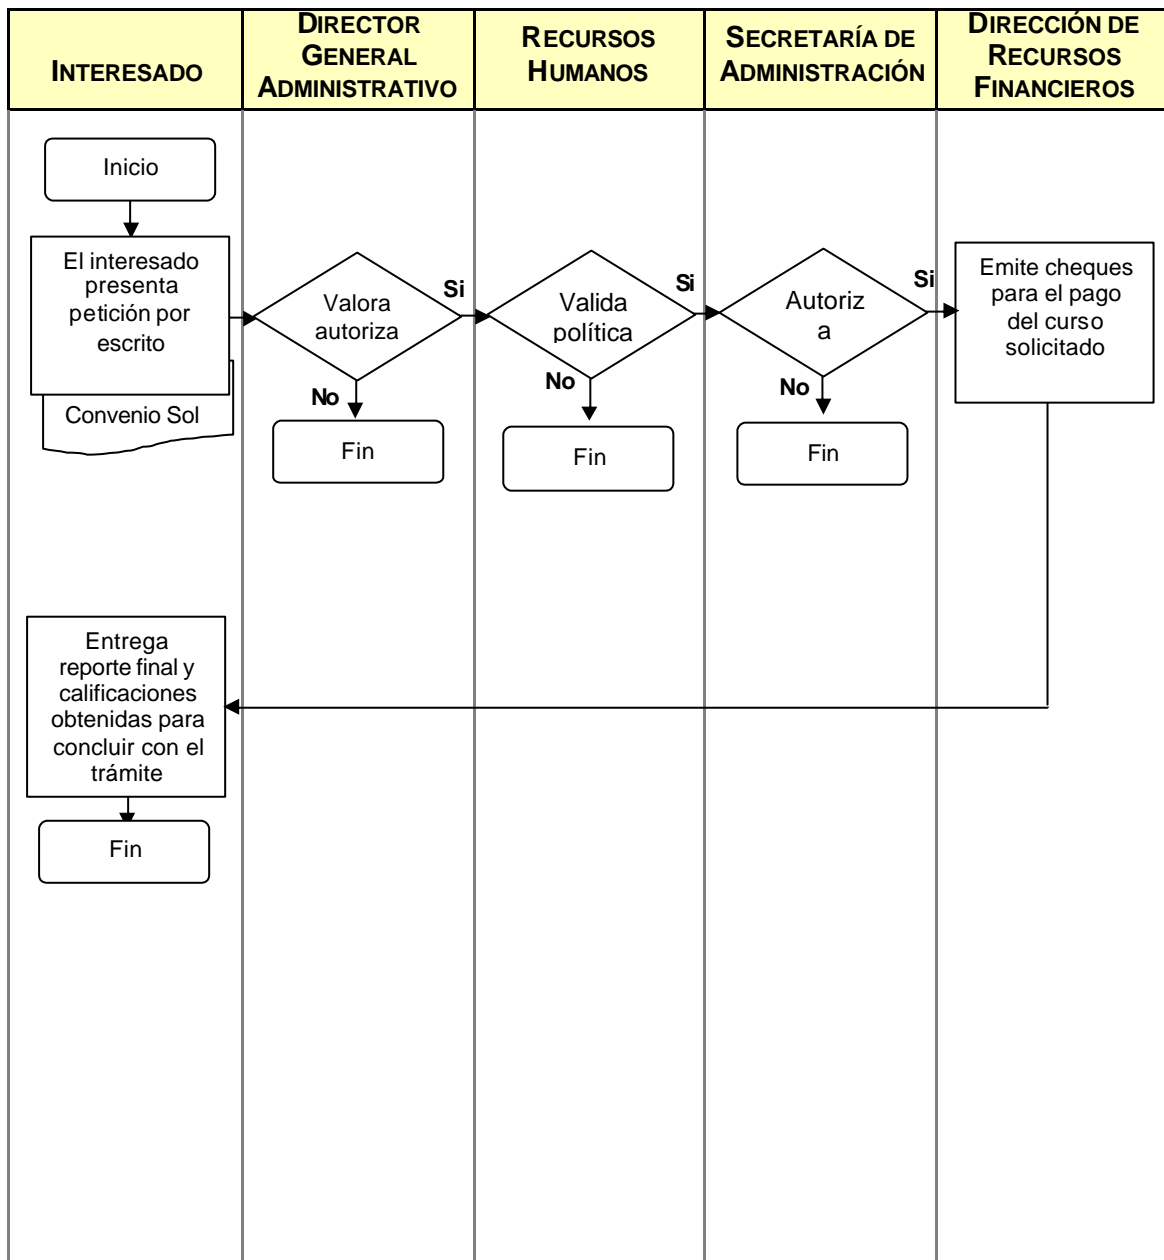 INTERESADO
DIRECTOR
GENERAL
ADMINISTRATIVO
RECURSOS
HUMANOS
SECRETARÍA DE
ADMINISTRACIÓN
DIRECCIÓN DE
RECURSOS
FINANCIEROS
Inicio
El interesado
presenta
petición por
escrito
Convenio Sol
Valora
autoriza
Si
No
Fin
Valida
política
Si
No
Fin
Autoriz
a
Si
No
Fin
Emite cheques
para el pago
del curso
solicitado
Entrega
reporte final y
calificaciones
obtenidas para
concluir con el
trámite
Fin